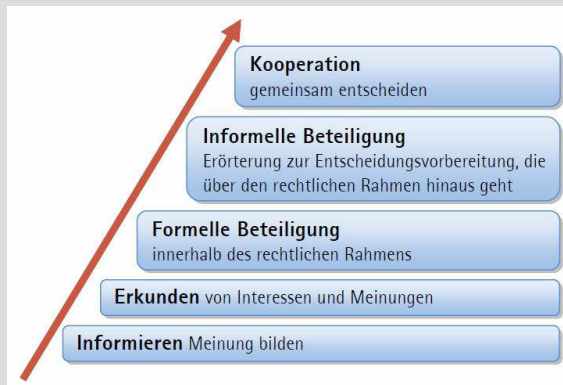 Kooperation
gemeinsam entscheiden
Informelle Beteiligung
Erörterung zur Entscheidungsvorbereitung, die
über den rechtlichen Rahmen hinaus geht
Formelle Beteiligung
innerhalb des rechtlichen Rahmens
Erkunden von Interessen und Meinungen
Informieren Meinung bilden